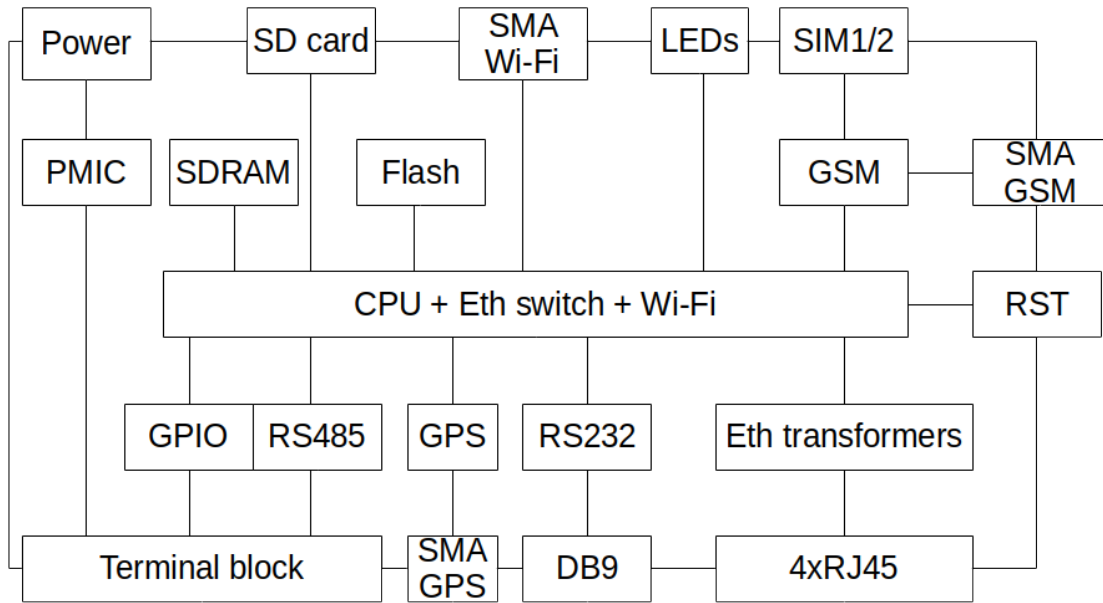 Power
SD card
SMA
Wi-Fi
LEDs
SIM1/2
PMIC
SDRAM
Flash
GSM
SMA
GSM
CPU + Eth switch + Wi-Fi
RST
GPIO
RS485
GPS
RS232
Eth transformers
Terminal block
SMA
GPS
DB9
4xRJ45